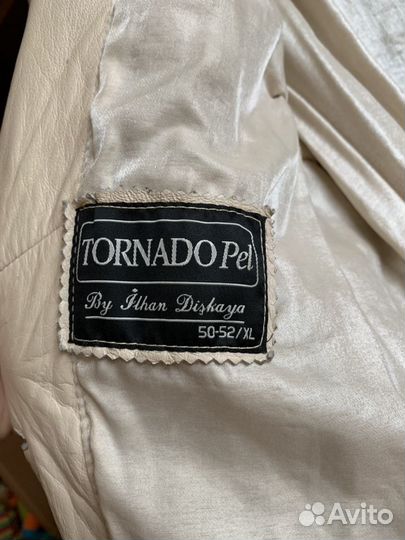 TORNADO Pel
By İlhan Dişkaya
50-52/XL
Avito